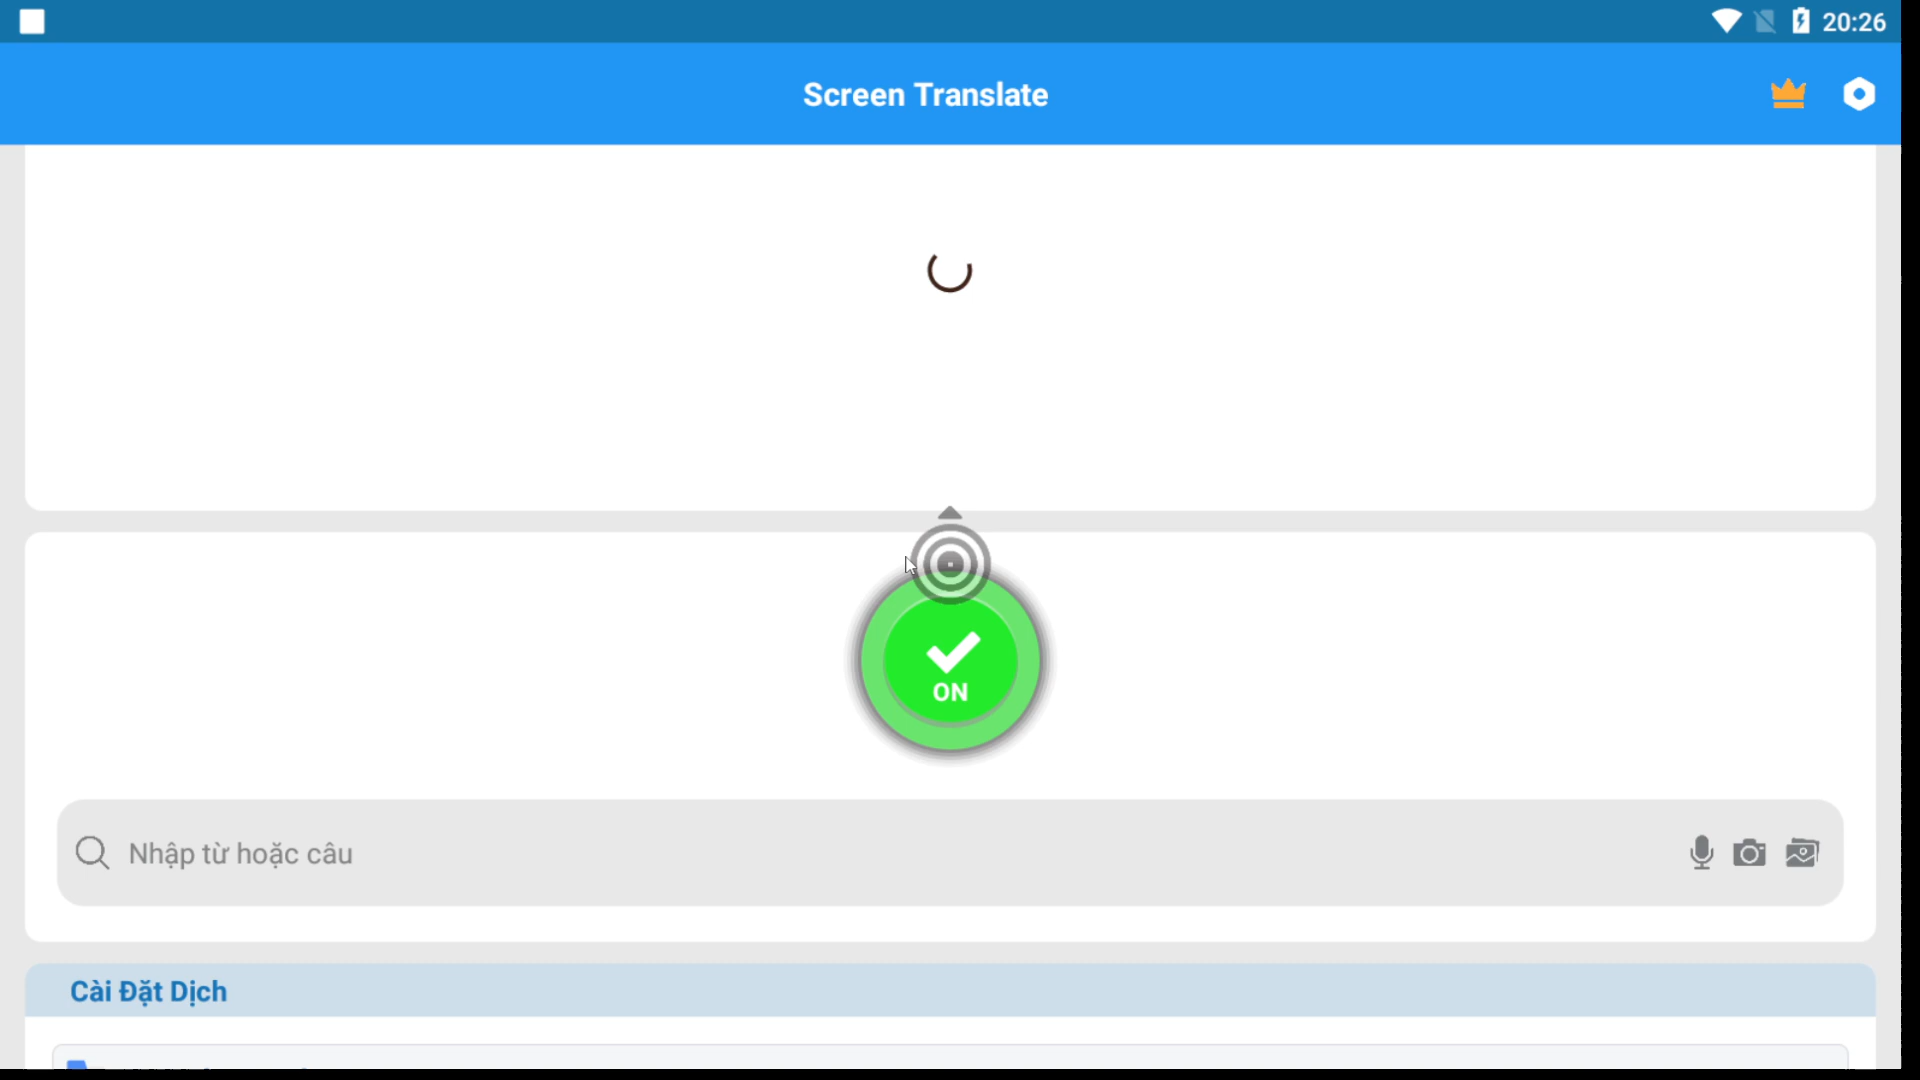 20:26
Screen Translate
ON
Nhập từ hoặc câu
Cài Đặt Dịch